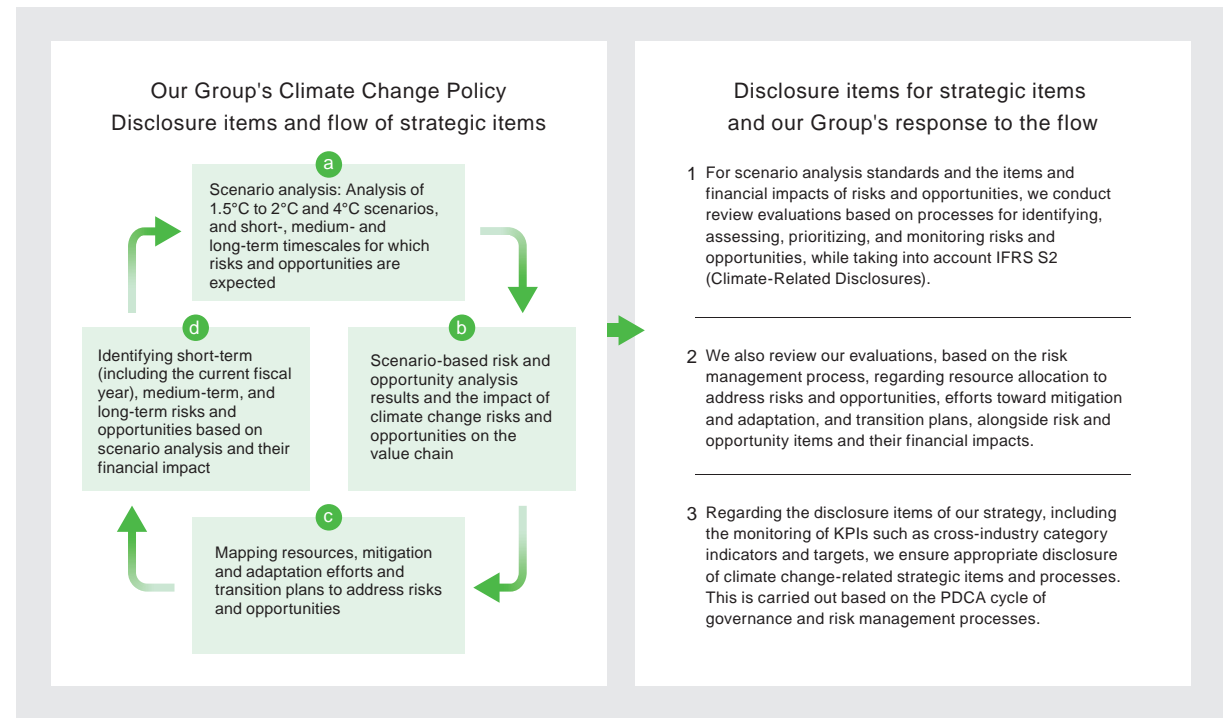 Our Group's Climate Change Policy
Disclosure items and flow of strategic items
a
Scenario analysis: Analysis of
1.5°C to 2°C and 4°C scenarios,
and short-, medium- and
long-term timescales for which
risks and opportunities are
expected
b
Scenario-based risk and
opportunity analysis
results and the impact of
climate change risks and
opportunities on the
value chain
c
Mapping resources, mitigation
and adaptation efforts and
transition plans to address risks
and opportunities
d
Identifying short-term
(including the current fiscal
year), medium-term, and
long-term risks and
opportunities based on
scenario analysis and their
financial impact
Disclosure items for strategic items
and our Group's response to the flow
1 For scenario analysis standards and the items and
financial impacts of risks and opportunities, we conduct
review evaluations based on processes for identifying,
assessing, prioritizing, and monitoring risks and
opportunities, while taking into account IFRS S2
(Climate-Related Disclosures).
2 We also review our evaluations, based on the risk
management process, regarding resource allocation to
address risks and opportunities, efforts toward mitigation
and adaptation, and transition plans, alongside risk and
opportunity items and their financial impacts.
3 Regarding the disclosure items of our strategy, including
the monitoring of KPIs such as cross-industry category
indicators and targets, we ensure appropriate disclosure
of climate change-related strategic items and processes.
This is carried out based on the PDCA cycle of
governance and risk management processes.